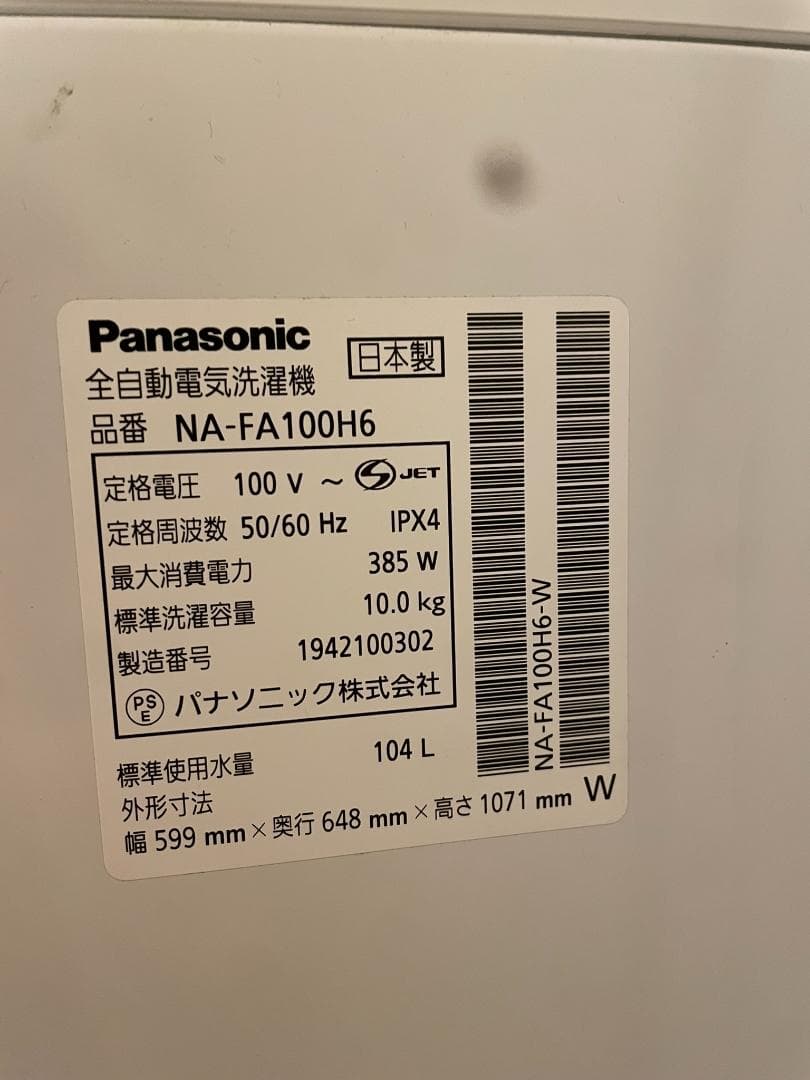 Panasonic
日本製
全自動電気洗濯機
品番 NA-FA100H6
定格電圧 100 V ~ S JET
定格周波数 50/60 Hz IPX4
最大消費電力 385 W
標準洗濯容量 10.0 kg
製造番号 1942100302
PSE パナソニック株式会社
標準使用水量 104 L
外形寸法
幅 599 mm × 奥行 648 mm × 高さ 1071 mm W
NA-FA100H6-W